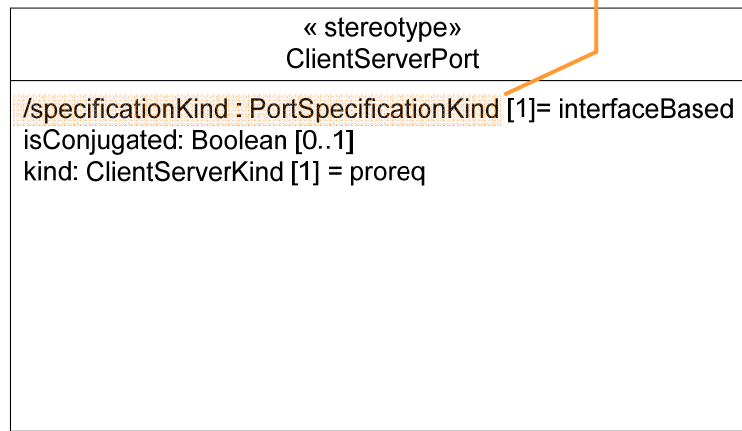 « stereotype»
ClientServerPort
/specificationKind : PortSpecificationKind [1]= interfaceBased
isConjugated: Boolean [0..1]
kind: ClientServerKind [1] = proreq